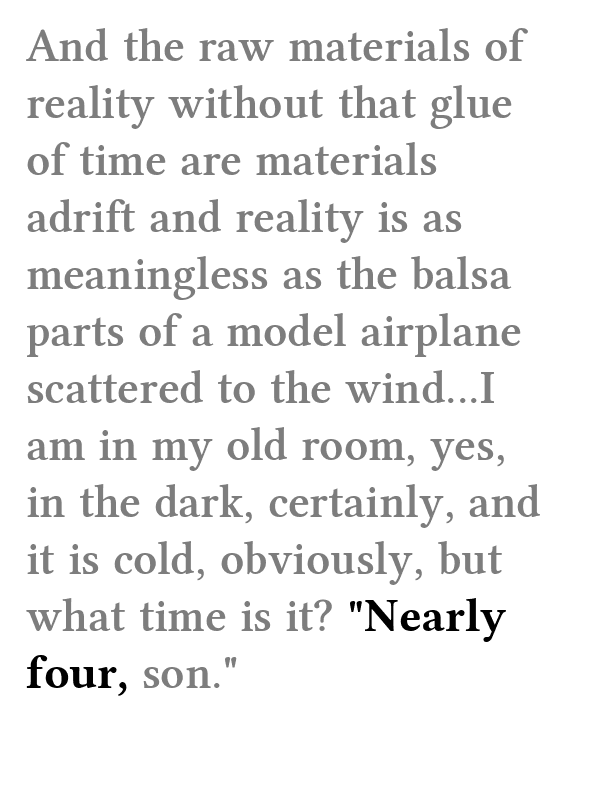 And the raw materials of
reality without that glue
of time are materials
adrift and reality is as
meaningless as the balsa
parts of a model airplane
scattered to the wind...I
am in my old room, yes,
in the dark, certainly, and
it is cold, obviously, but
what time is it? "Nearly
four, son."